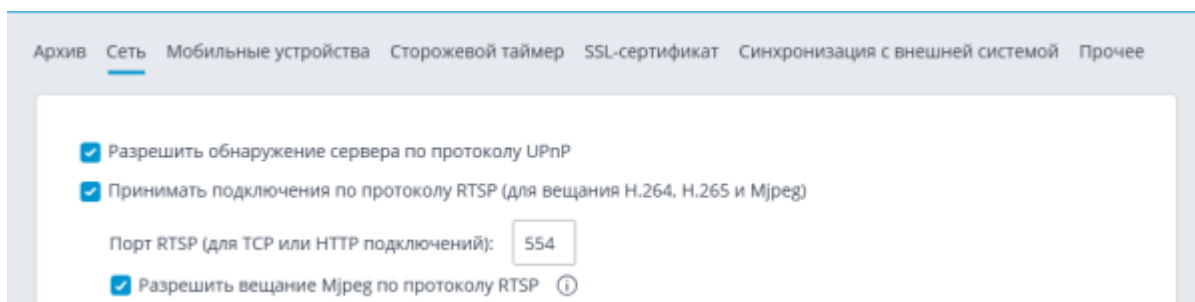 Архив Сеть Мобильные устройства Сторожевой таймер SSL-сертификат Синхронизация с внешней системой Прочее
Разрешить обнаружение сервера по протоколу UPnP
Принимать подключения по протоколу RTSP (для вещания H.264, H.265 и Mjpeg)
Порт RTSP (для TCP или HTTP подключений): 554
Разрешить вещание Mjpeg по протоколу RTSP